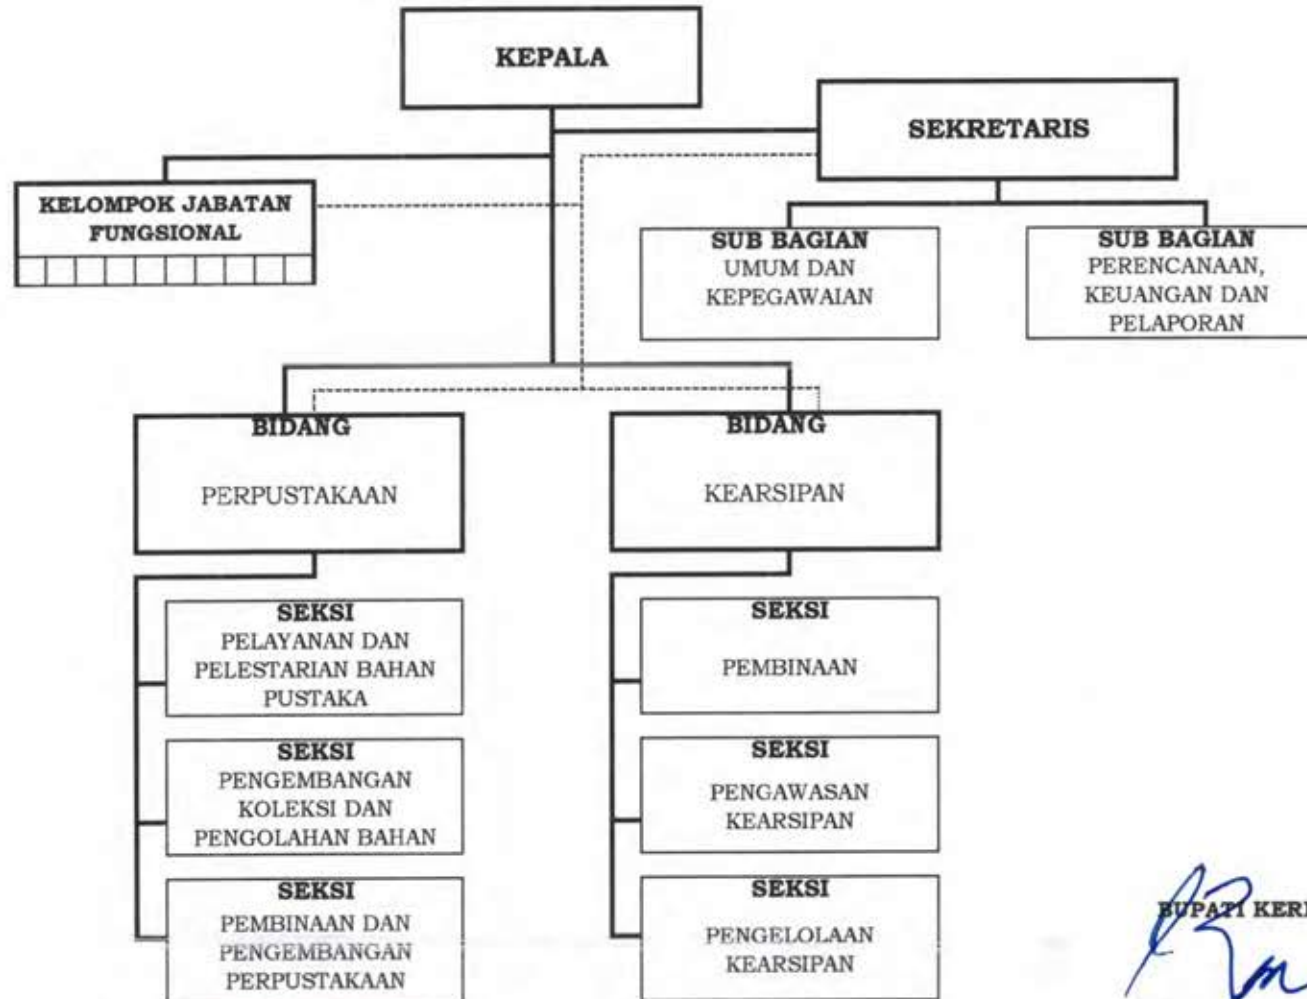 KEPALA
SEKRETARIS
KELOMPOK JABATAN
FUNGSIONAL
SUB BAGIAN
UMUM DAN
KEPEGAWAIAN
SUB BAGIAN
PERENCANAAN,
KEUANGAN DAN
PELAPORAN
BIDANG
PERPUSTAKAAN
BIDANG
KEARSIPAN
SEKSI
PELAYANAN DAN
PELESTARIAN BAHAN
PUSTAKA
SEKSI
PENGEMBANGAN
KOLEKSI DAN
PENGOLAHAN BAHAN
SEKSI
PEMBINAAN DAN
PENGEMBANGAN
PERPUSTAKAAN
SEKSI
PEMBINAAN
SEKSI
PENGAWASAN
KEARSIPAN
SEKSI
PENGELOLAAN
KEARSIPAN
BUPATI